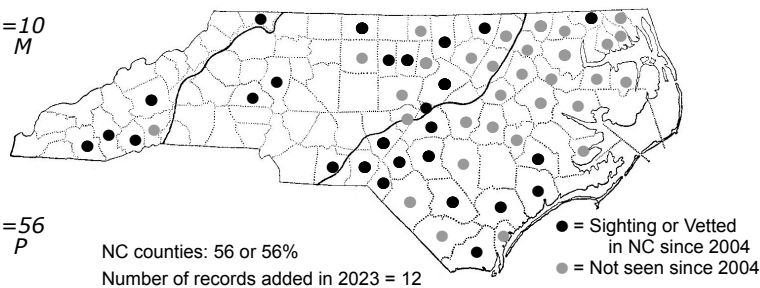 =10
M
=56
P
NC counties: 56 or 56%
Number of records added in 2023 = 12
= Sighting or Vetted
in NC since 2004
= Not seen since 2004